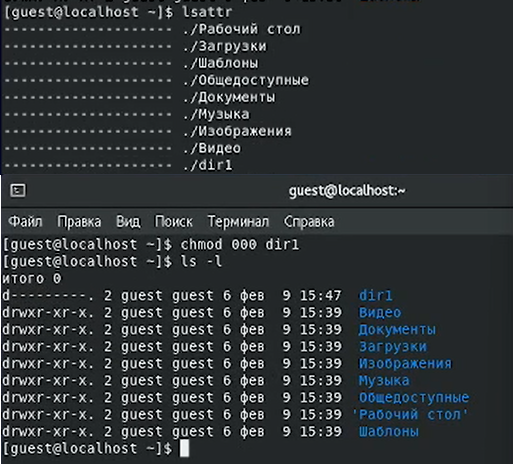 [guest@localhost ~]$ lsattr
-------------------- ./Рабочий стол
-------------------- ./Загрузки
-------------------- ./Шаблоны
-------------------- ./Общедоступные
-------------------- ./Документы
-------------------- ./Музыка
-------------------- ./Изображения
-------------------- ./Видео
-------------------- ./dir1
guest@localhost:~
Файл Правка Вид Поиск Терминал Справка
[guest@localhost ~]$ chmod 000 dir1
[guest@localhost ~]$ ls -l
итого 0
d---------. 2 guest guest 6 фев  9 15:47  dir1
drwxr-xr-x. 2 guest guest 6 фев  9 15:39  Видео
drwxr-xr-x. 2 guest guest 6 фев  9 15:39  Документы
drwxr-xr-x. 2 guest guest 6 фев  9 15:39  Загрузки
drwxr-xr-x. 2 guest guest 6 фев  9 15:39  Изображения
drwxr-xr-x. 2 guest guest 6 фев  9 15:39  Музыка
drwxr-xr-x. 2 guest guest 6 фев  9 15:39  Общедоступные
drwxr-xr-x. 2 guest guest 6 фев  9 15:39 'Рабочий стол'
drwxr-xr-x. 2 guest guest 6 фев  9 15:39  Шаблоны
[guest@localhost ~]$